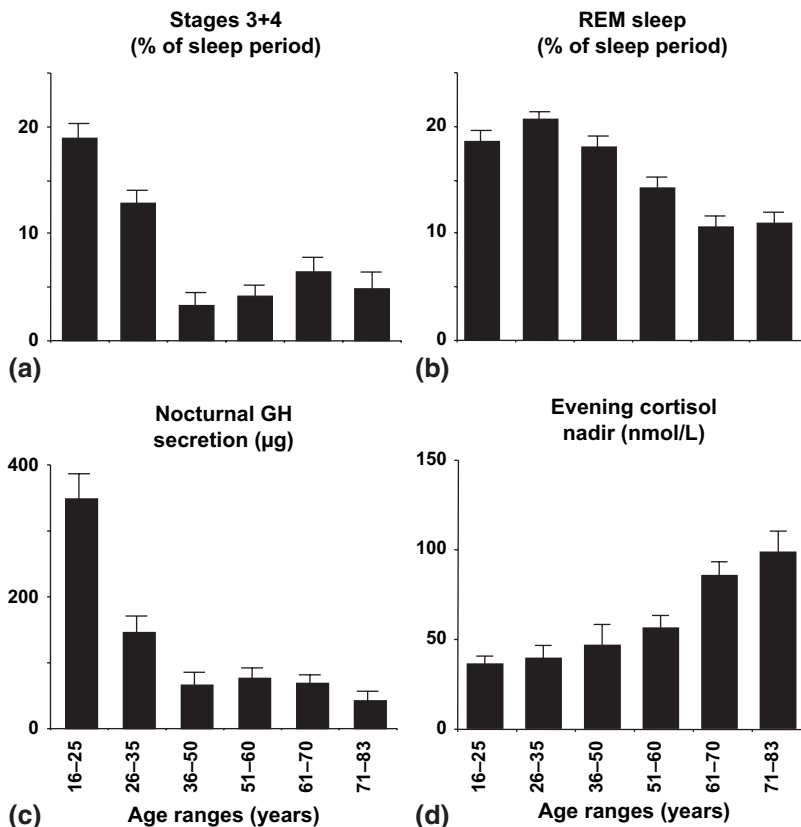 Stages 3+4
(% of sleep period)
20
10
0
(a)
REM sleep
(% of sleep period)
20
10
0
(b)
Nocturnal GH
secretion (µg)
400
200
0
16–25
26–35
36–50
51–60
61–70
71–83
(c)
Age ranges (years)
Evening cortisol
nadir (nmol/L)
150
100
50
0
16–25
26–35
36–50
51–60
61–70
71–83
(d)
Age ranges (years)